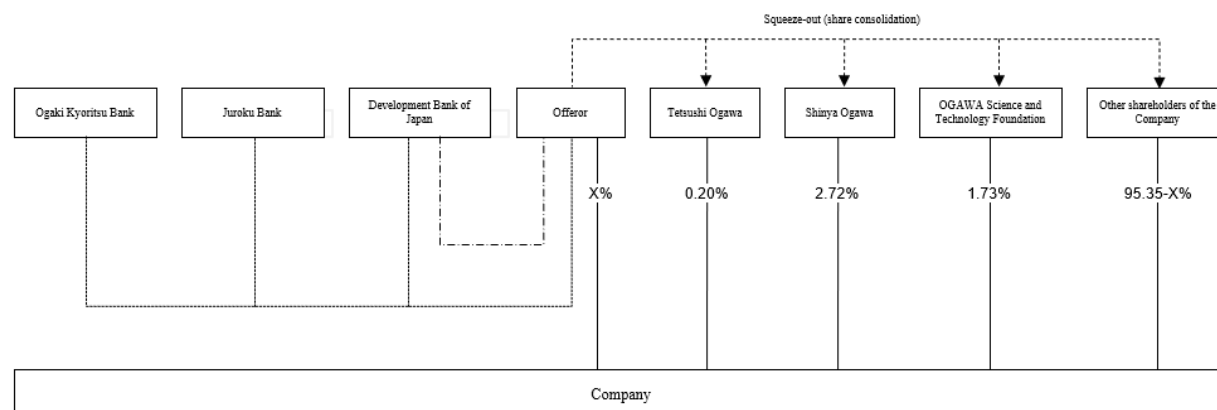 Squeeze-out (share consolidation)
Ogaki Kyoritsu Bank
Juroku Bank
Development Bank of
Japan
Offeror
Tetsushi Ogawa
Shinya Ogawa
OGAWA Science and
Technology Foundation
Other shareholders of the
Company
X%
0.20%
2.72%
1.73%
95.35-X%
Company